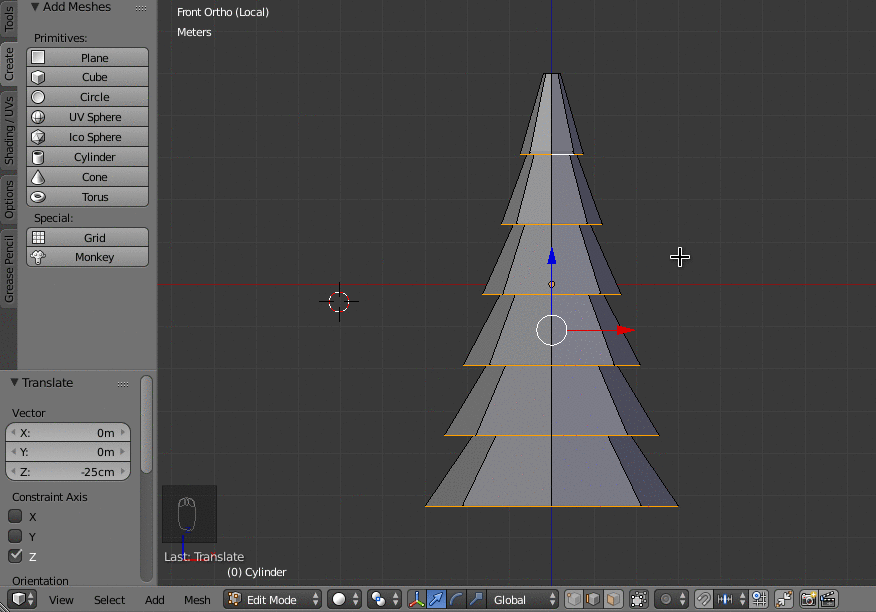 Tools
Create
Shading / UVs
Options
Grease Pencil
Add Meshes
Primitives:
Plane
Cube
Circle
UV Sphere
Ico Sphere
Cylinder
Cone
Torus
Special:
Grid
Monkey
Translate
Vector
X: 0m
Y: 0m
Z: -25cm
Constraint Axis
X
Y
Z
Orientation
Front Ortho (Local)
Meters
Last: Translate
(0) Cylinder
View Select Add Mesh Edit Mode Global